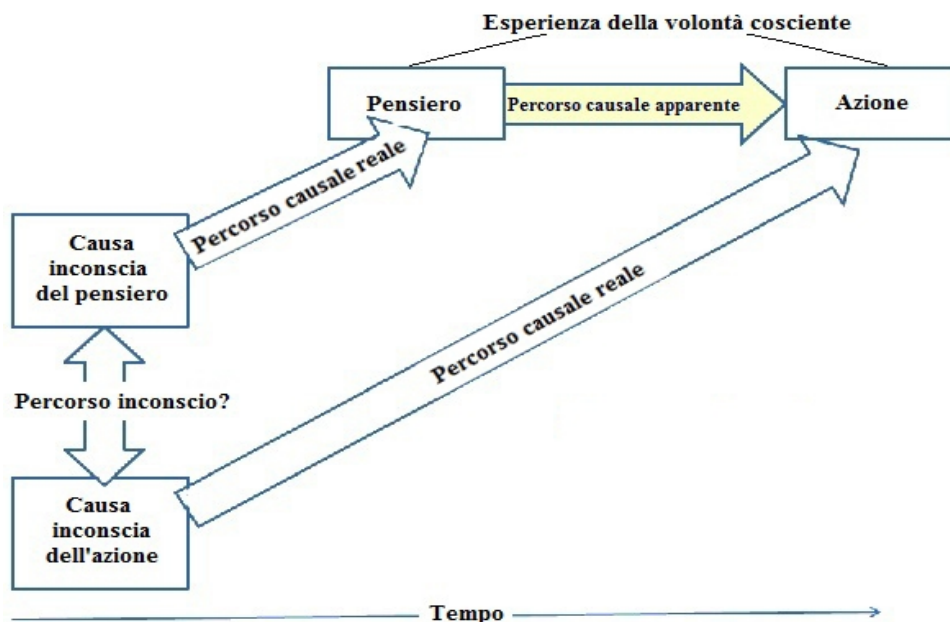 Esperienza della volontà cosciente
Pensiero
Percorso causale apparente
Azione
Percorso causale reale
Causa
inconscia
del pensiero
Percorso causale reale
Percorso inconscio?
Causa
inconscia
dell'azione
Tempo